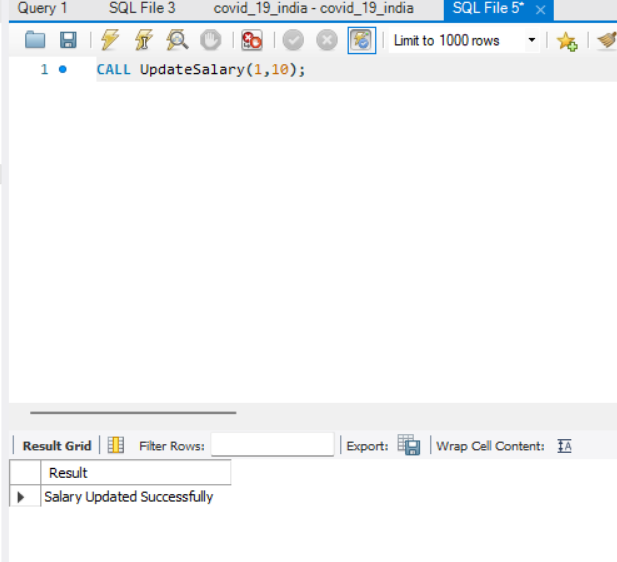 Query 1 SQL File 3 covid_19_india - covid_19_india SQL File 5*
Limit to 1000 rows
1 CALL UpdateSalary(1,10);
Result Grid Filter Rows: Export: Wrap Cell Content: IA
Result
Salary Updated Successfully